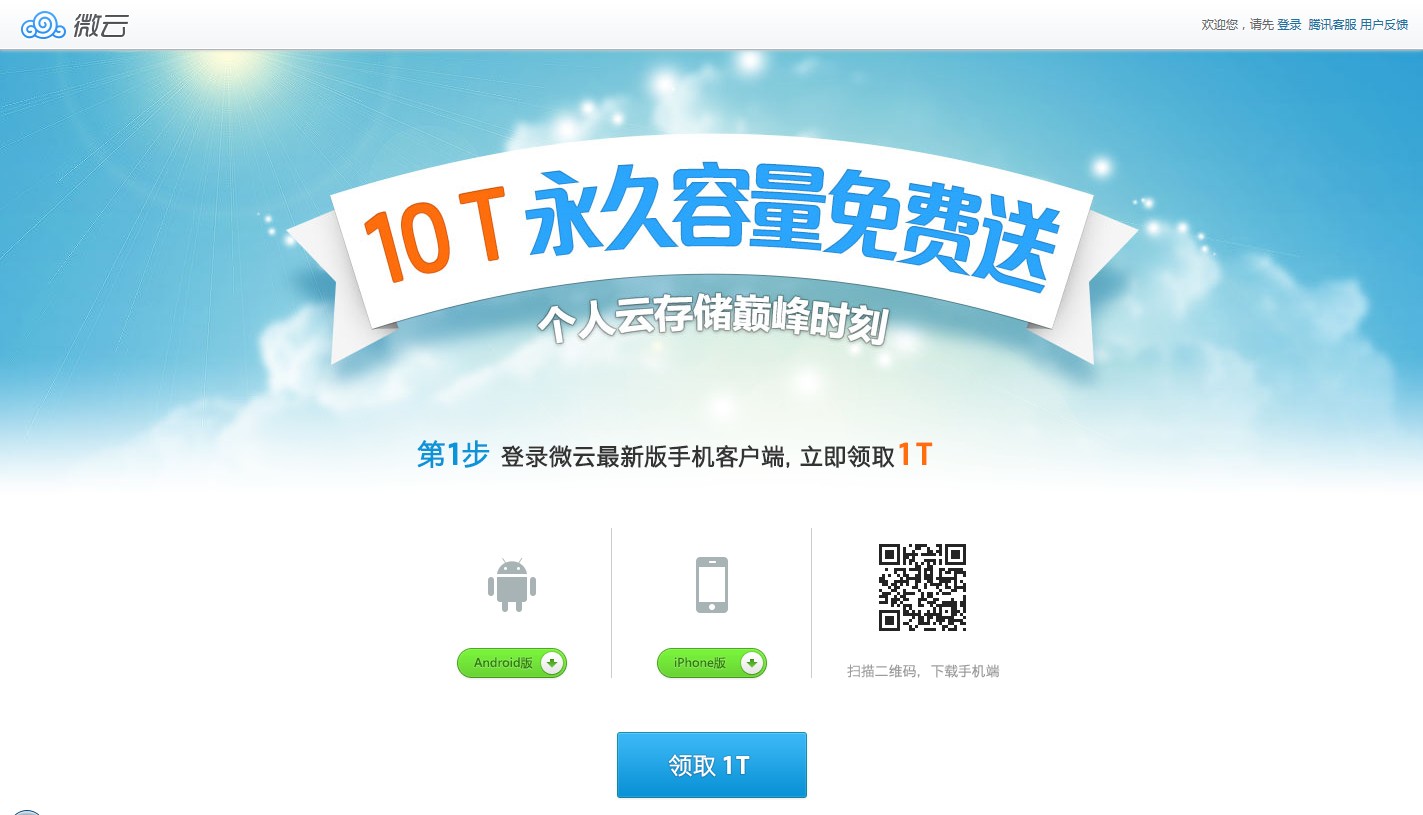 微云
欢迎您，请先 登录 腾讯客服 用户反馈
10T 永久容量免费送
个人云存储巅峰时刻
第1步 登录微云最新版手机客户端, 立即领取1T
Android版
iPhone版
扫描二维码，下载手机端
领取 1T